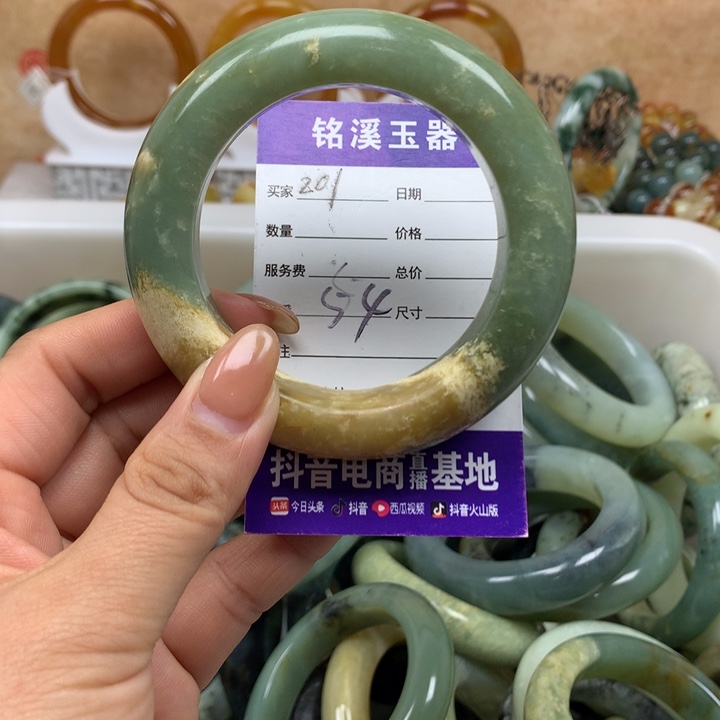 铭溪玉器
买家 201 日期
数量 价格
服务费 总价
54 尺寸
主
抖音电商直播基地
头条 今日头条 抖音 西瓜视频 抖音火山版